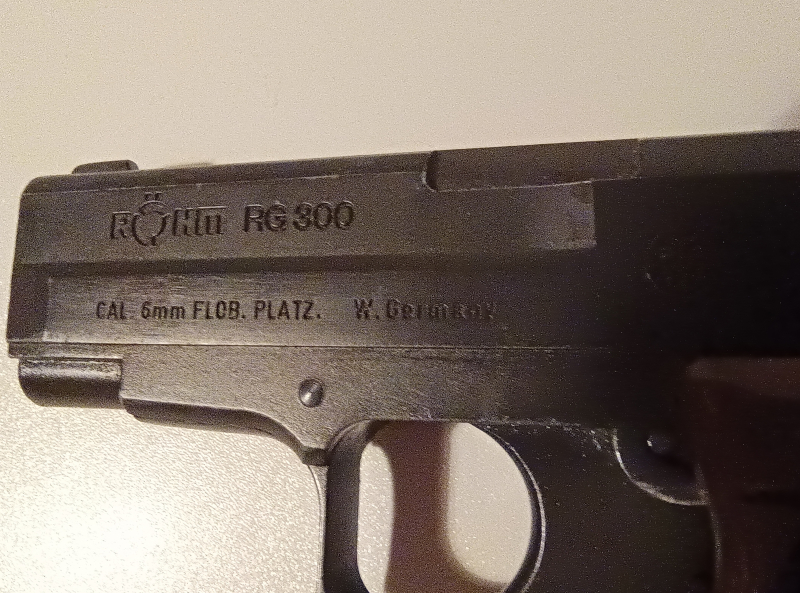 RÖHM RG 300
CAL. 6mm FLOB. PLATZ. W. Germany